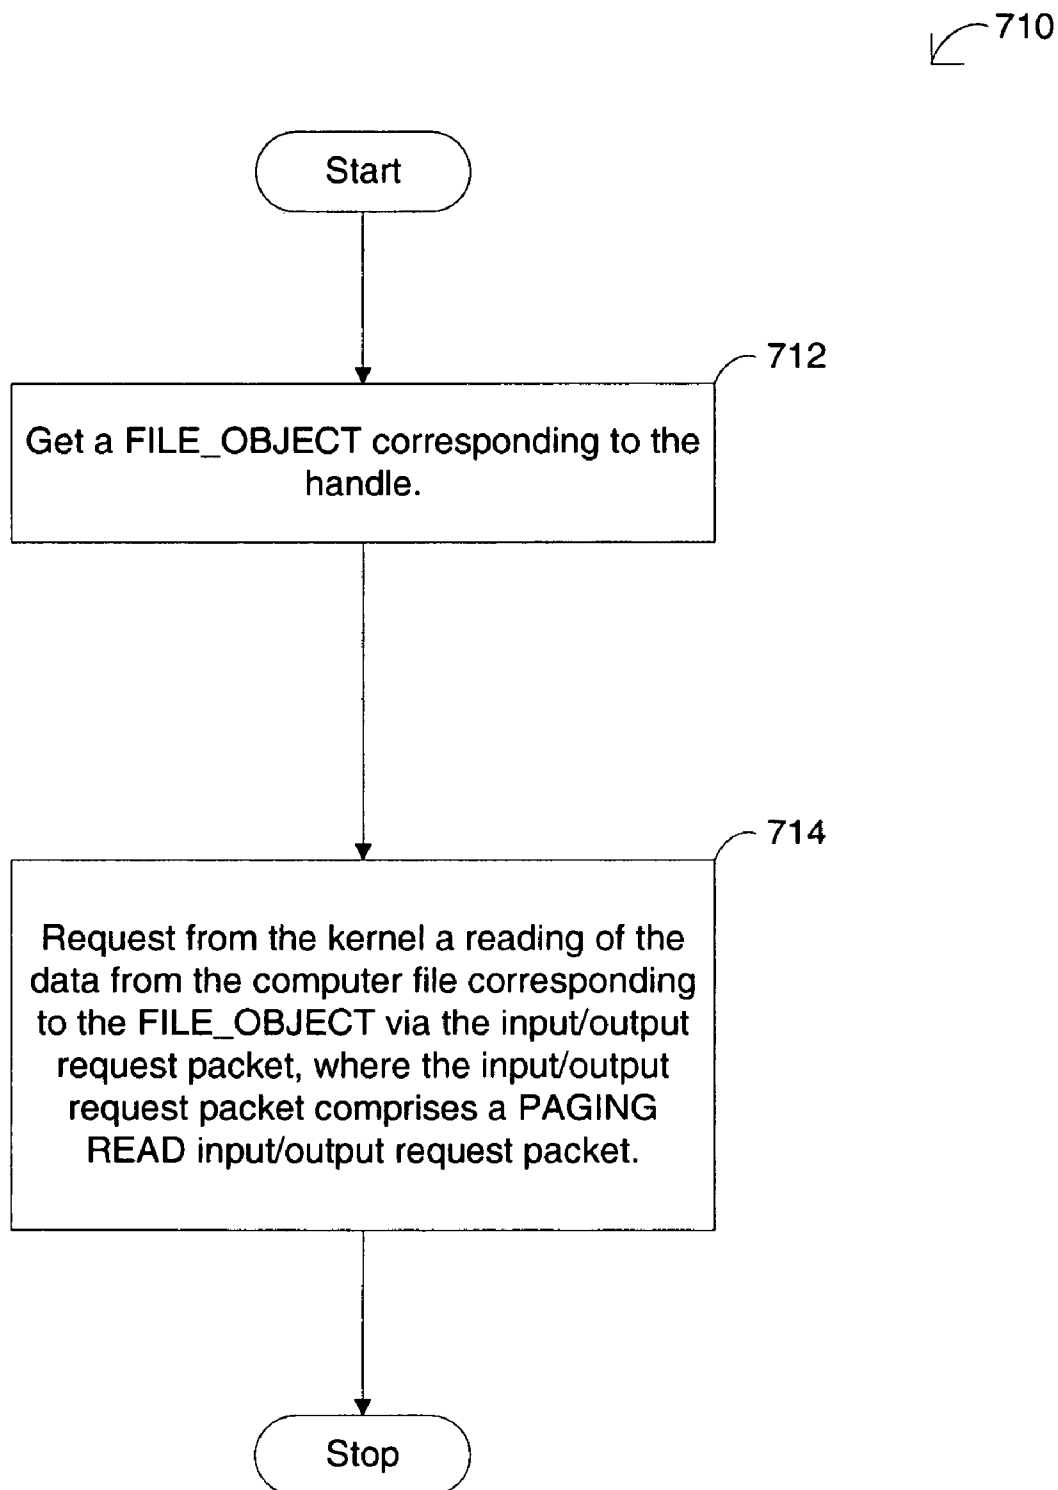 710
Start
712
Get a FILE_OBJECT corresponding to the
handle.
714
Request from the kernel a reading of the
data from the computer file corresponding
to the FILE_OBJECT via the input/output
request packet, where the input/output
request packet comprises a PAGING
READ input/output request packet.
Stop